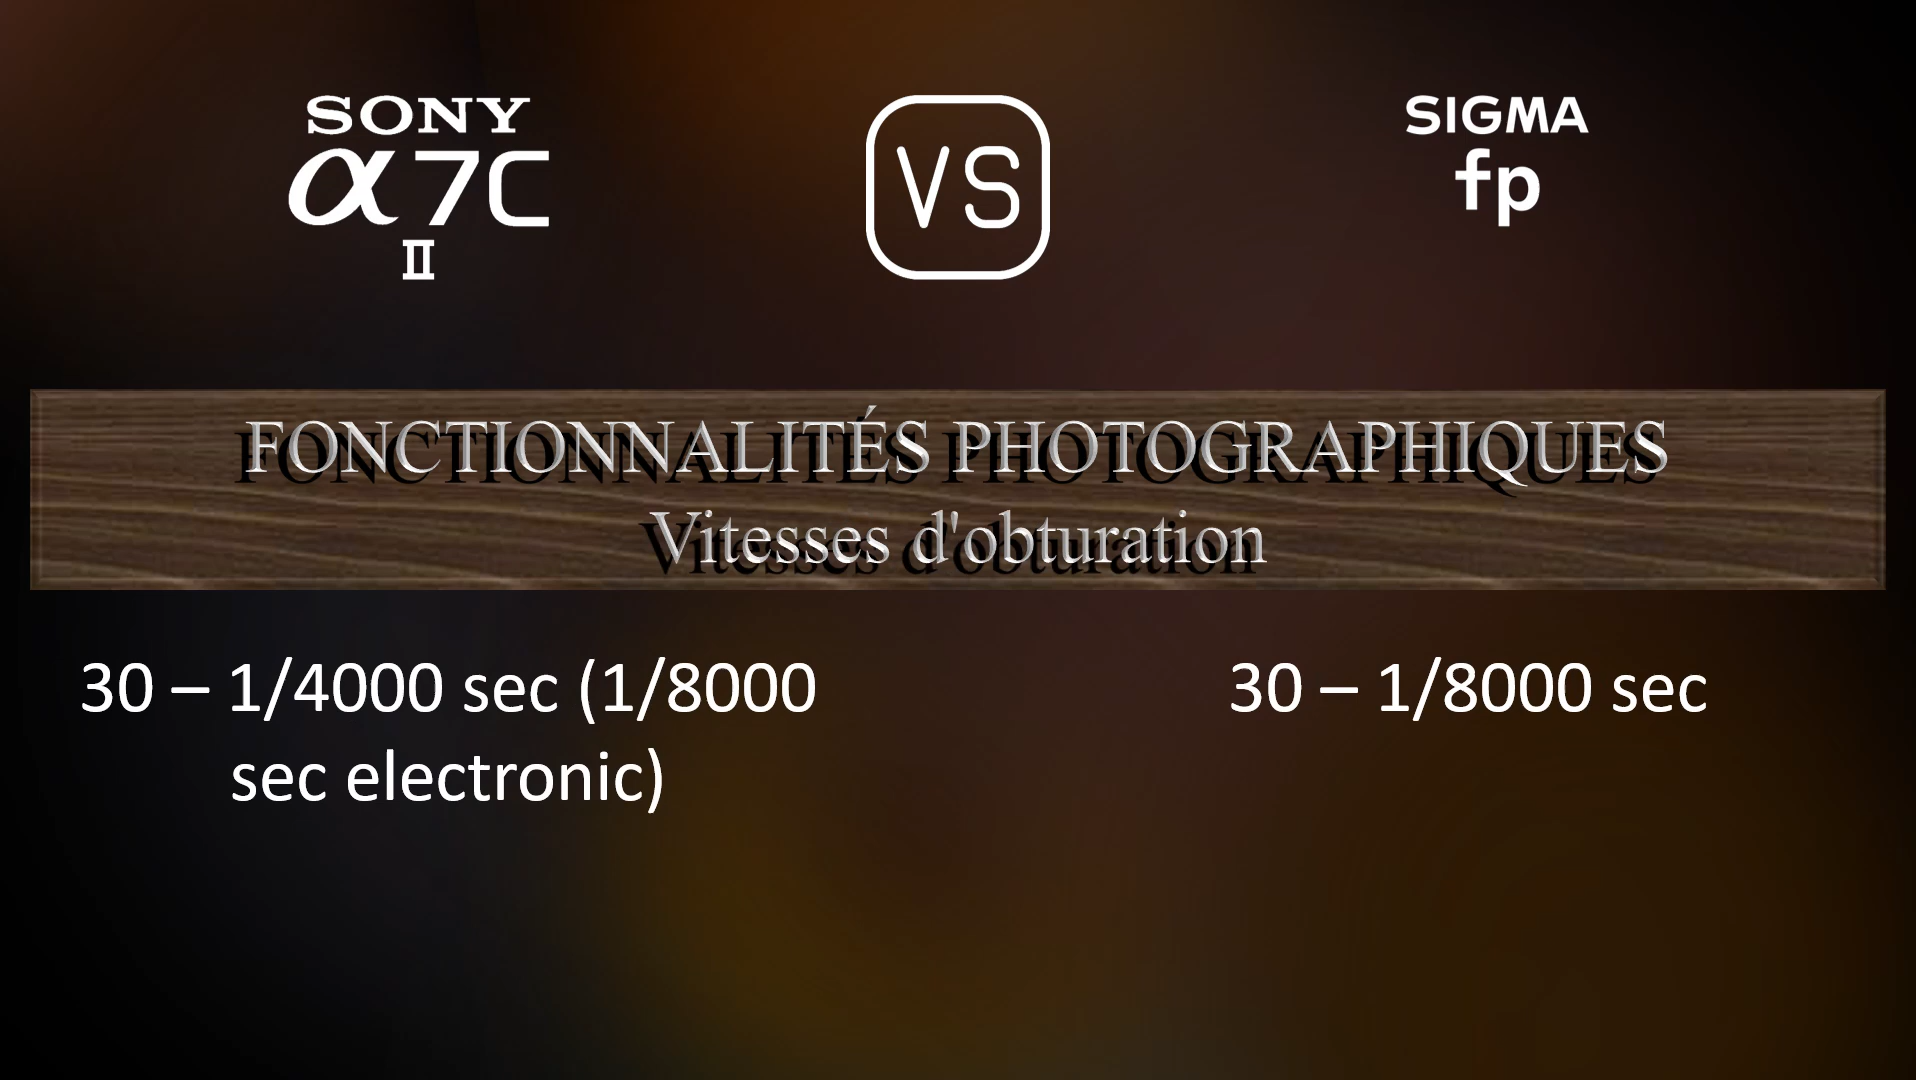 SONY
α7C
II
VS
SIGMA
fp
FONCTIONNALITÉS PHOTOGRAPHIQUES
Vitesses d'obturation
30 – 1/4000 sec (1/8000
sec electronic)
30 – 1/8000 sec